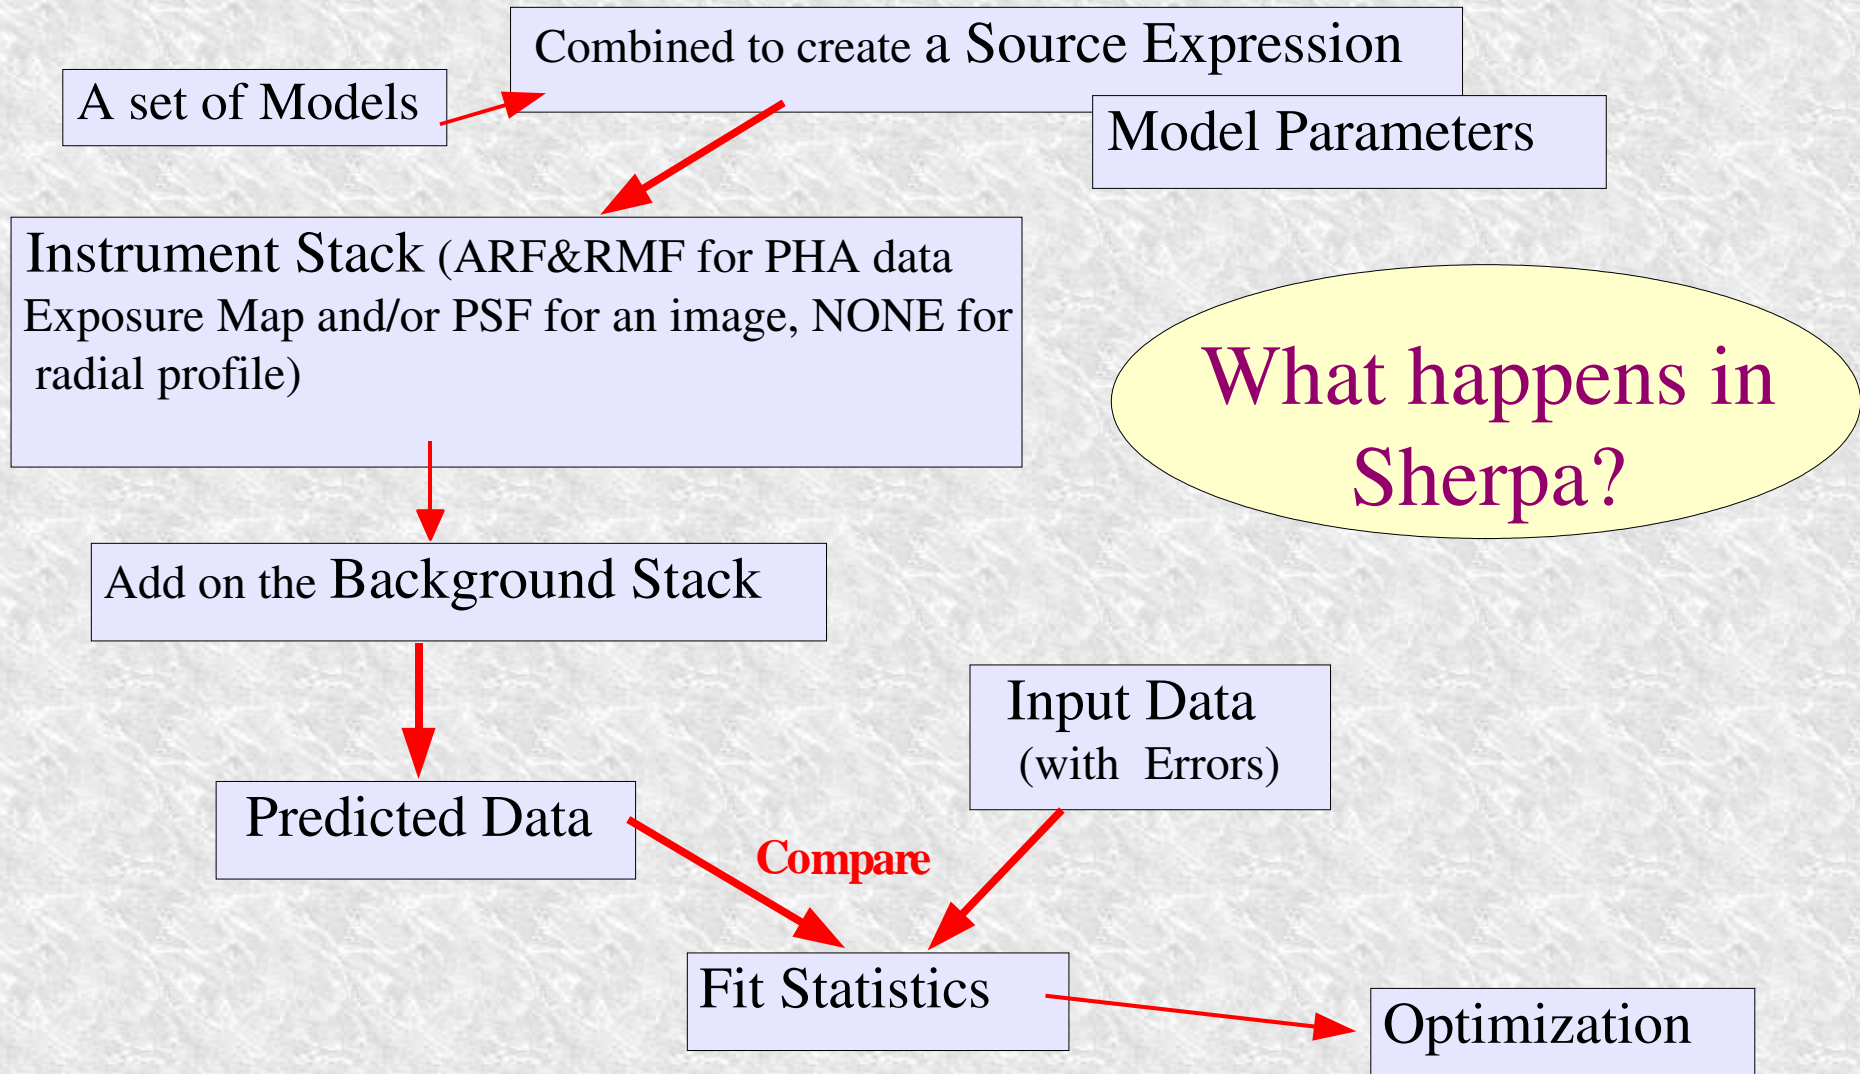 Combined to create a Source Expression
A set of Models
Model Parameters
Instrument Stack (ARF&RMF for PHA data
Exposure Map and/or PSF for an image, NONE for
radial profile)
What happens in
Sherpa?
Add on the Background Stack
Input Data
(with Errors)
Predicted Data
Compare
Fit Statistics
Optimization